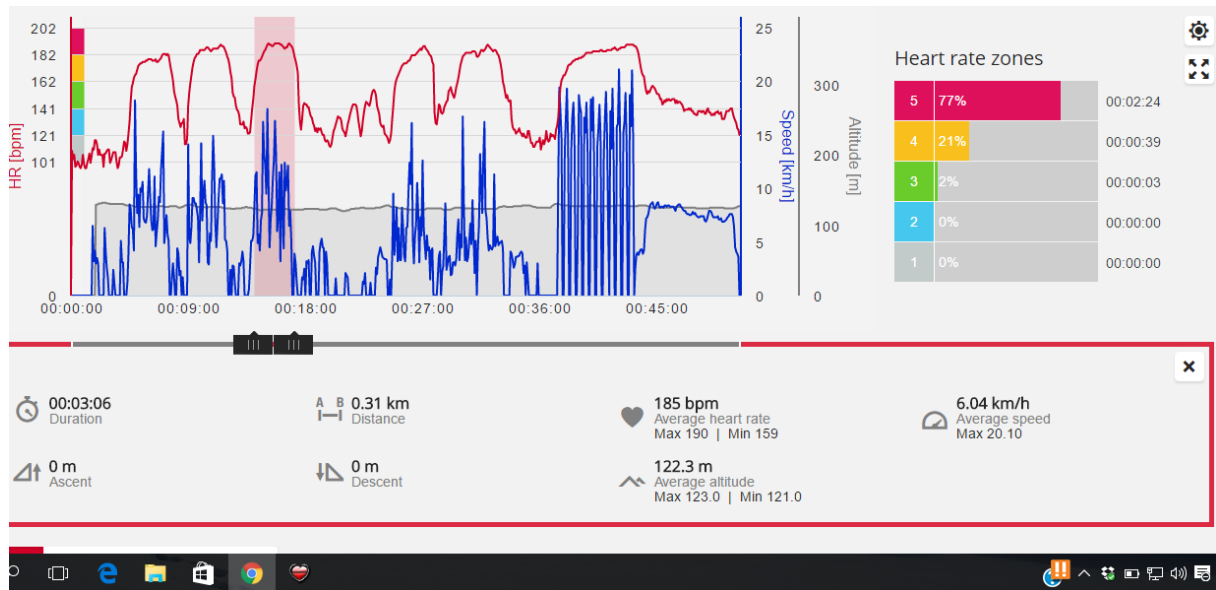 202
182
162
141
121
101
0
HR [bpm]
25
20
15
10
5
0
Speed [km/h]
300
200
100
0
Altitude [m]
00:00:00 00:09:00 00:18:00 00:27:00 00:36:00 00:45:00
Heart rate zones
5 77% 00:02:24
4 21% 00:00:39
3 2% 00:00:03
2 0% 00:00:00
1 0% 00:00:00
00:03:06
Duration
A B 0.31 km
Distance
185 bpm
Average heart rate
Max 190 | Min 159
6.04 km/h
Average speed
Max 20.10
0 m
Ascent
0 m
Descent
122.3 m
Average altitude
Max 123.0 | Min 121.0